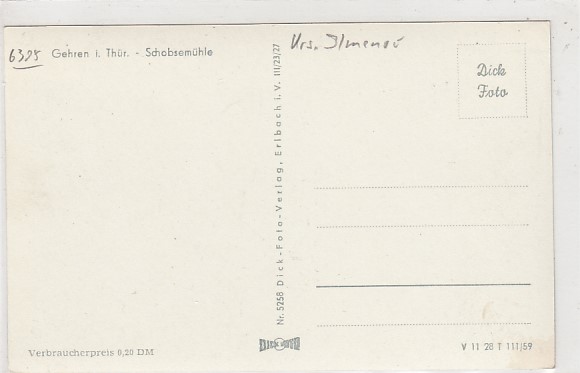 6325 Gehren i. Thür. - Schobsemühle
Krs. Ilmenau
Dick
Foto
Nr. 5258 Dick-Foto-Verlag, Erlbach i. V. III/23/27
Verbraucherpreis 0,20 DM
V 11 28 T 111/59